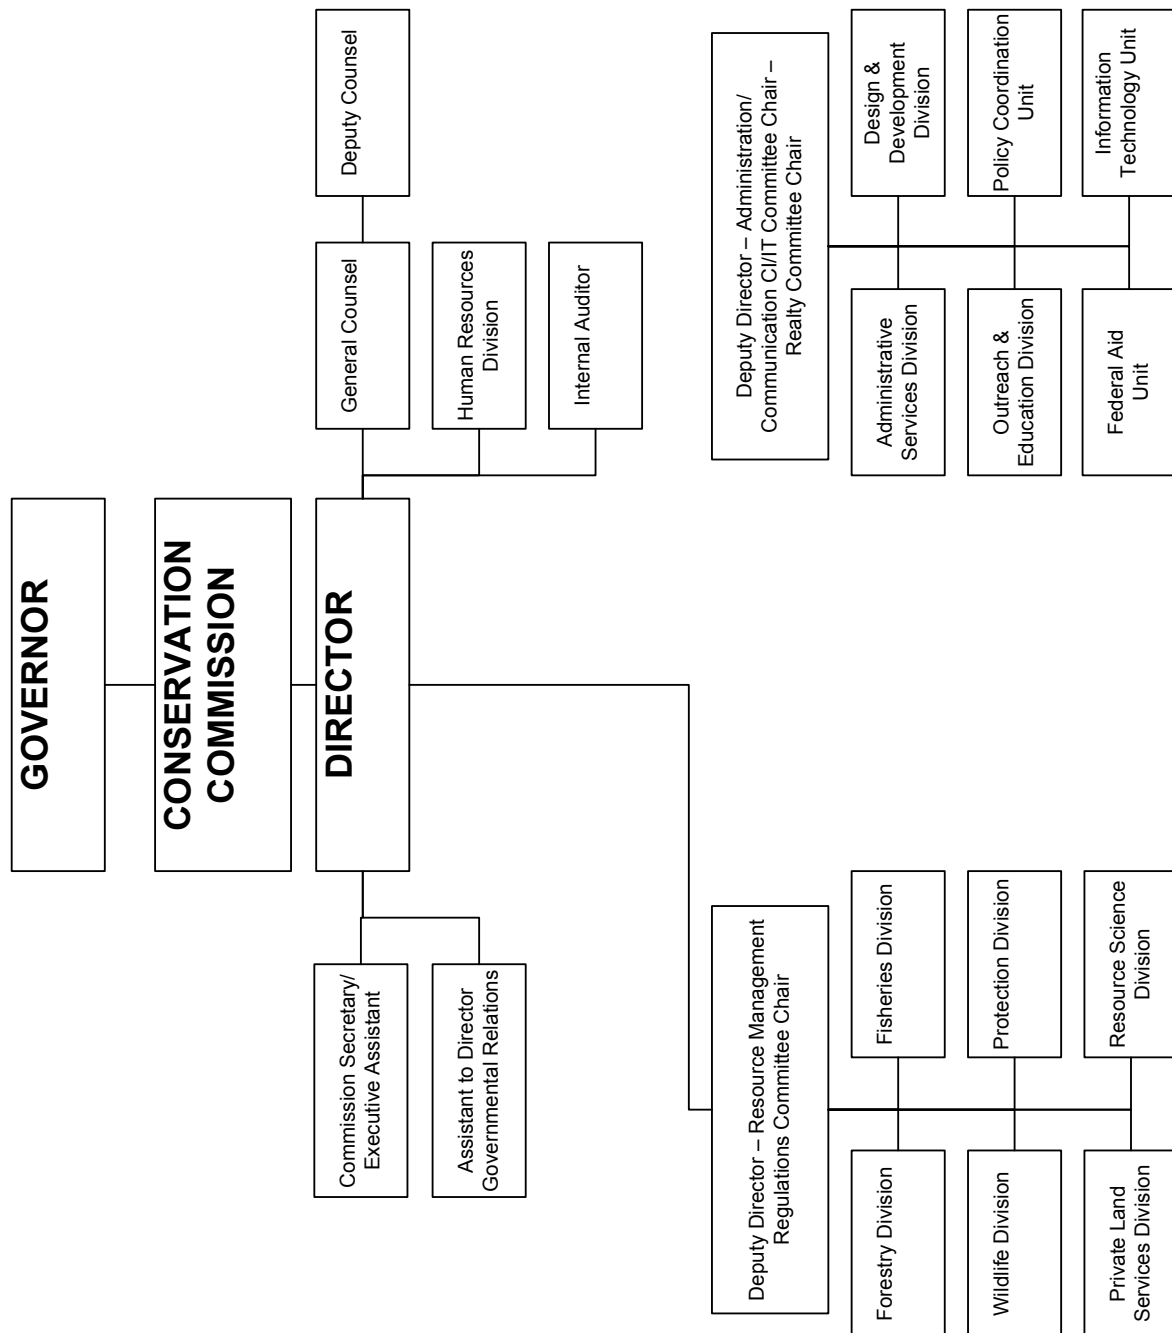 GOVERNOR
CONSERVATION
COMMISSION
DIRECTOR
Commission Secretary/
Executive Assistant
Assistant to Director
Governmental Relations
General Counsel
Deputy Counsel
Human Resources
Division
Internal Auditor
Deputy Director – Resource Management
Regulations Committee Chair
Forestry Division
Fisheries Division
Wildlife Division
Protection Division
Private Land
Services Division
Resource Science
Division
Deputy Director – Administration/
Communication CI/IT Committee Chair –
Realty Committee Chair
Administrative
Services Division
Design &
Development
Division
Outreach &
Education Division
Policy Coordination
Unit
Federal Aid
Unit
Information
Technology Unit